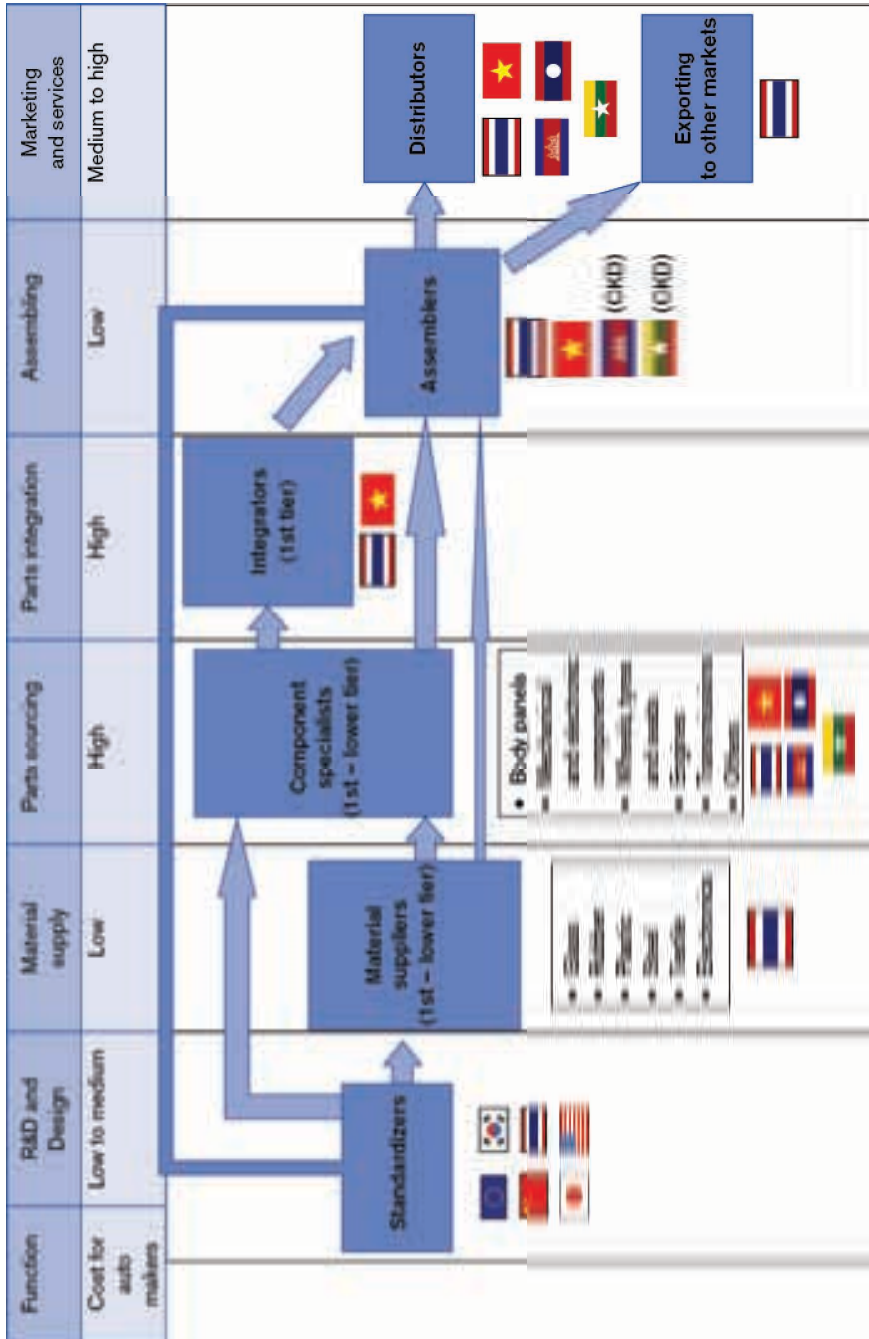 Function
R&D and
Design
Material
supply
Parts sourcing
Parts integration
Assembling
Marketing
and services
Cost for
auto
makers
Low to medium
Low
High
High
Low
Medium to high
Standardizers
Material
suppliers
(1st – lower tier)
Component
specialists
(1st – lower tier)
Integrators
(1st tier)
Assemblers
Distributors
Exporting
to other markets
• Body panels
(CKD)
(CKD)